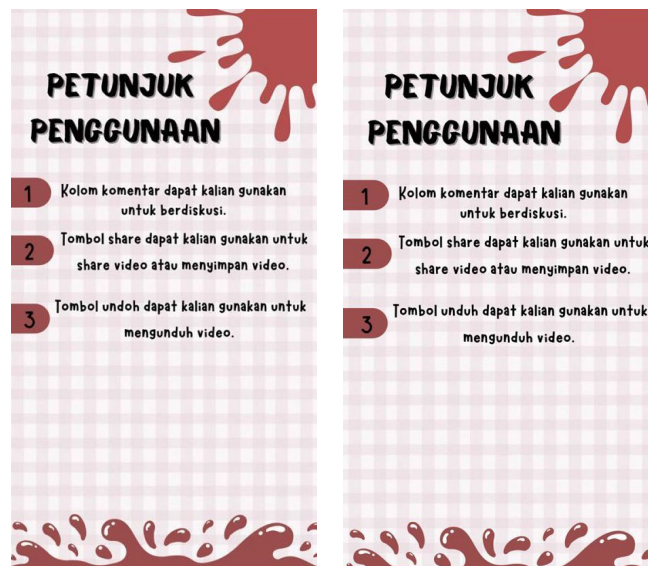 PETUNJUK
PENGGUNAAN
1
Kolom komentar dapat kalian gunakan
untuk berdiskusi.
2
Tombol share dapat kalian gunakan untuk
share video atau menyimpan video.
3
Tombol undoh dapat kalian gunakan untuk
mengunduh video.
PETUNJUK
PENGGUNAAN
1
Kolom komentar dapat kalian gunakan
untuk berdiskusi.
2
Tombol share dapat kalian gunakan untuk
share video atau menyimpan video.
3
Tombol unduh dapat kalian gunakan untuk
mengunduh video.